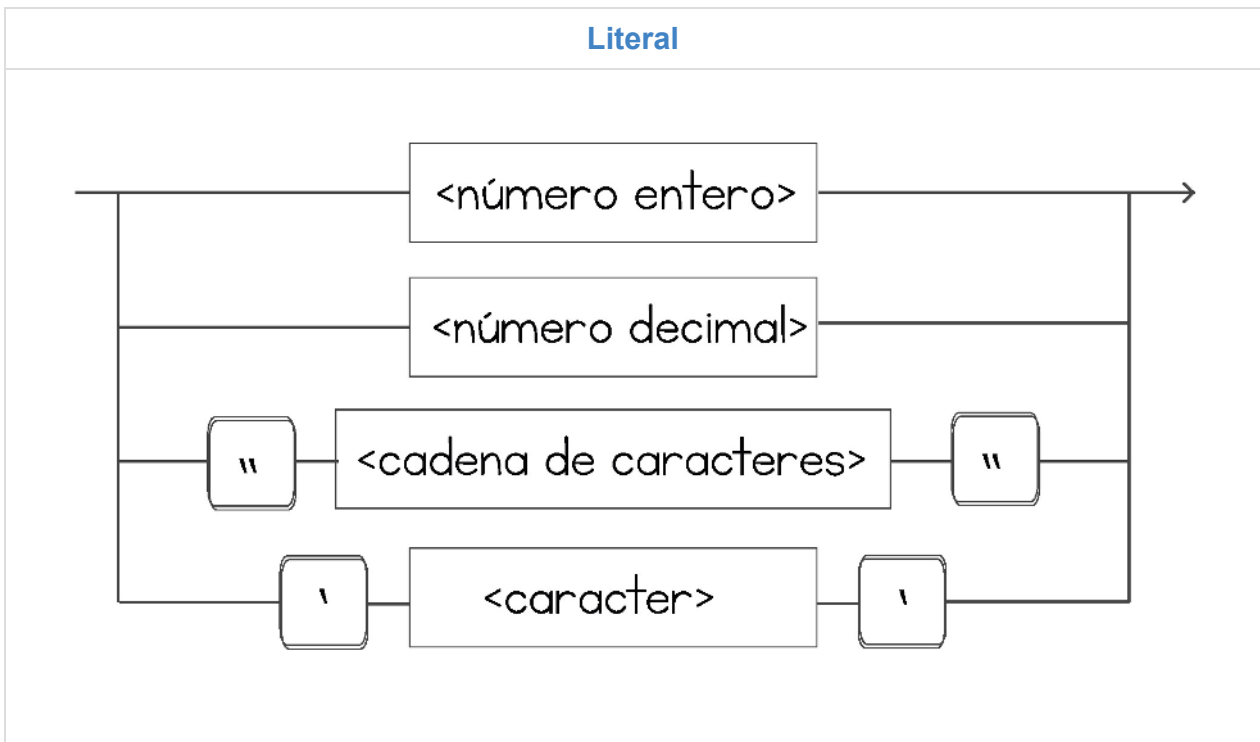 Literal
<número entero>
<número decimal>
" <cadena de caracteres> "
' <caracter> '